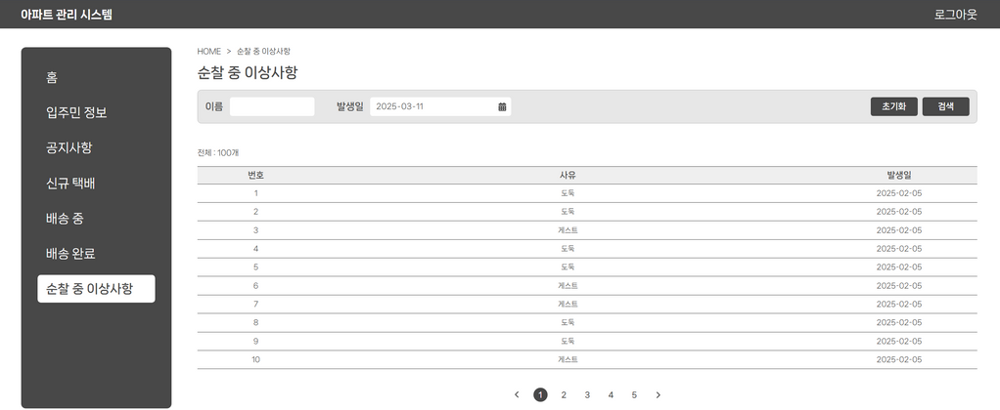 아파트 관리 시스템
로그아웃
홈
입주민 정보
공지사항
신규 택배
배송 중
배송 완료
순찰 중 이상사항
HOME > 순찰 중 이상사항
순찰 중 이상사항
이름 발생일 2025-03-11 초기화 검색
전체 : 100개
번호 사유 발생일
1 도둑 2025-02-05
2 도둑 2025-02-05
3 게스트 2025-02-05
4 도둑 2025-02-05
5 도둑 2025-02-05
6 게스트 2025-02-05
7 게스트 2025-02-05
8 도둑 2025-02-05
9 도둑 2025-02-05
10 게스트 2025-02-05
< 1 2 3 4 5 >